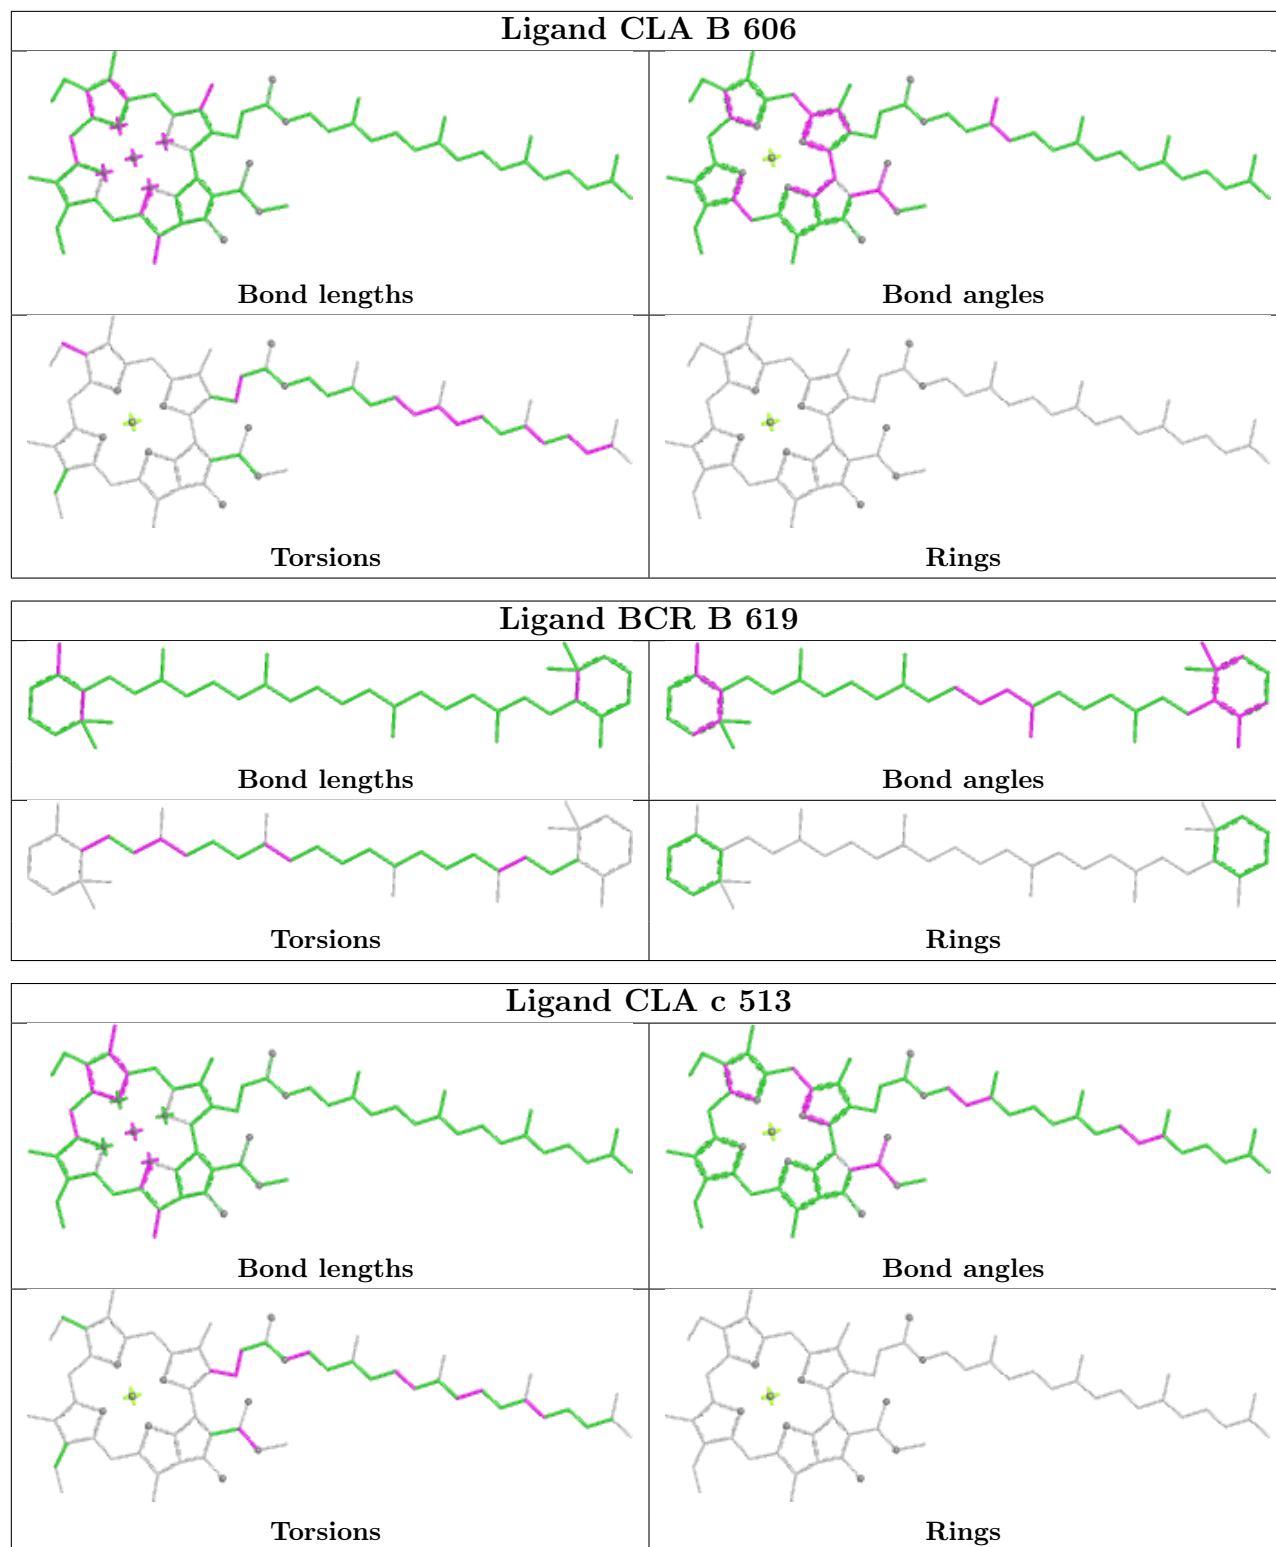 Ligand CLA B 606
Bond lengths
Bond angles
Torsions
Rings
Ligand BCR B 619
Bond lengths
Bond angles
Torsions
Rings
Ligand CLA c 513
Bond lengths
Bond angles
Torsions
Rings